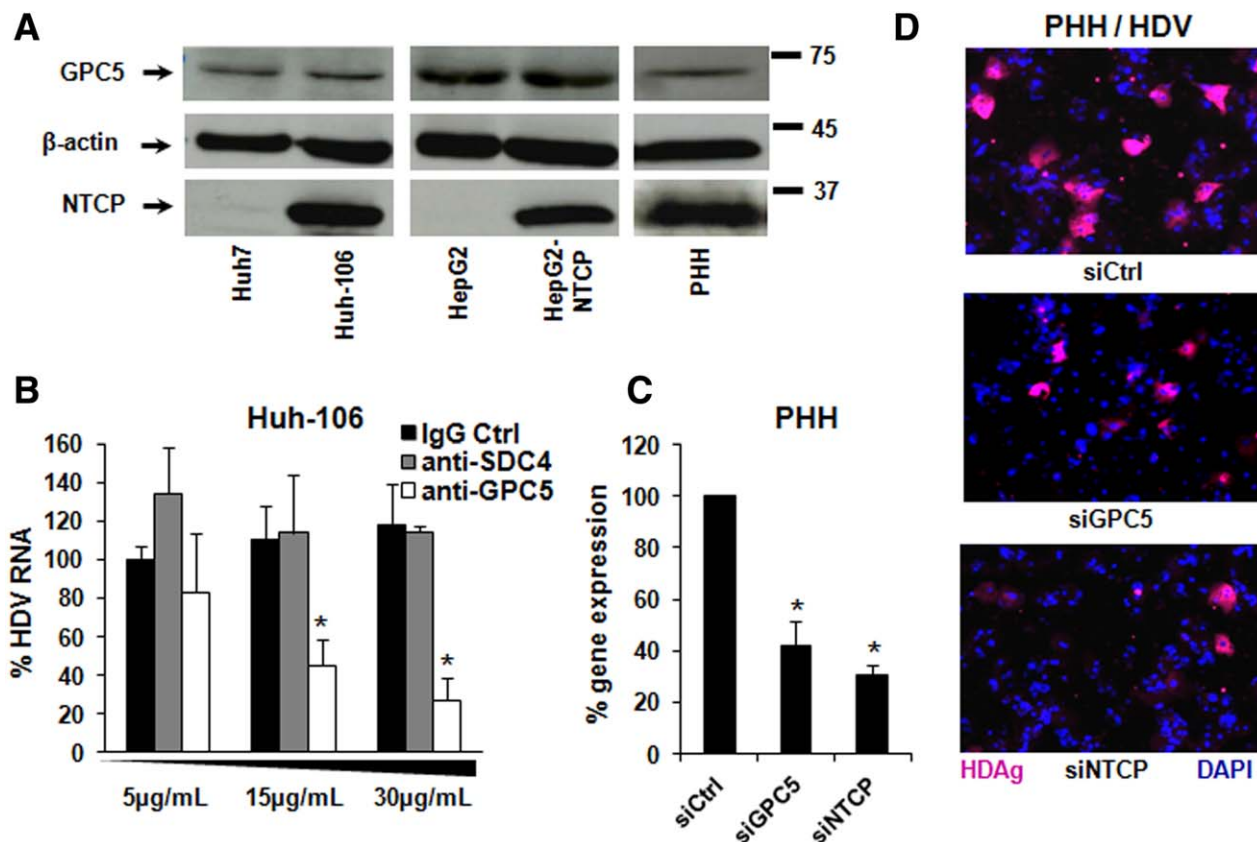 A
GPC5
β-actin
NTCP
75
45
37
Huh7
Huh-106
HepG2
HepG2-
NTCP
PHH
B
Huh-106
IgG Ctrl
anti-SDC4
anti-GPC5
% HDV RNA
160
140
120
100
80
60
40
20
0
*
*
5µg/mL
15µg/mL
30µg/mL
C
PHH
% gene expression
120
100
80
60
40
20
0
*
*
siCtrl
siGPC5
siNTCP
D
PHH / HDV
siCtrl
siGPC5
HDAg siNTCP DAPI